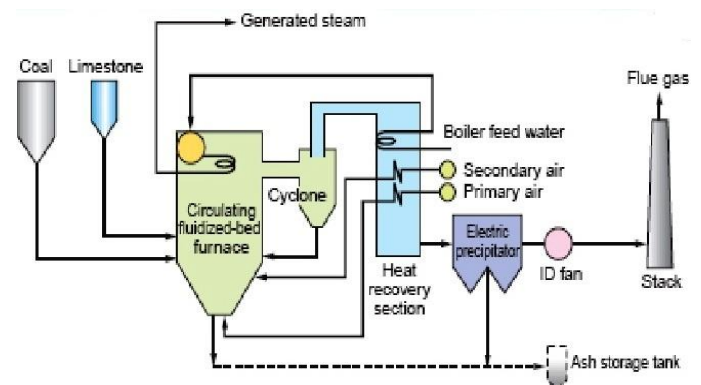 Generated steam
Coal
Limestone
Flue gas
Boiler feed water
Secondary air
Primary air
Cyclone
Circulating
fluidized-bed
furnace
Electric
precipitator
Heat
recovery
section
ID fan
Stack
Ash storage tank